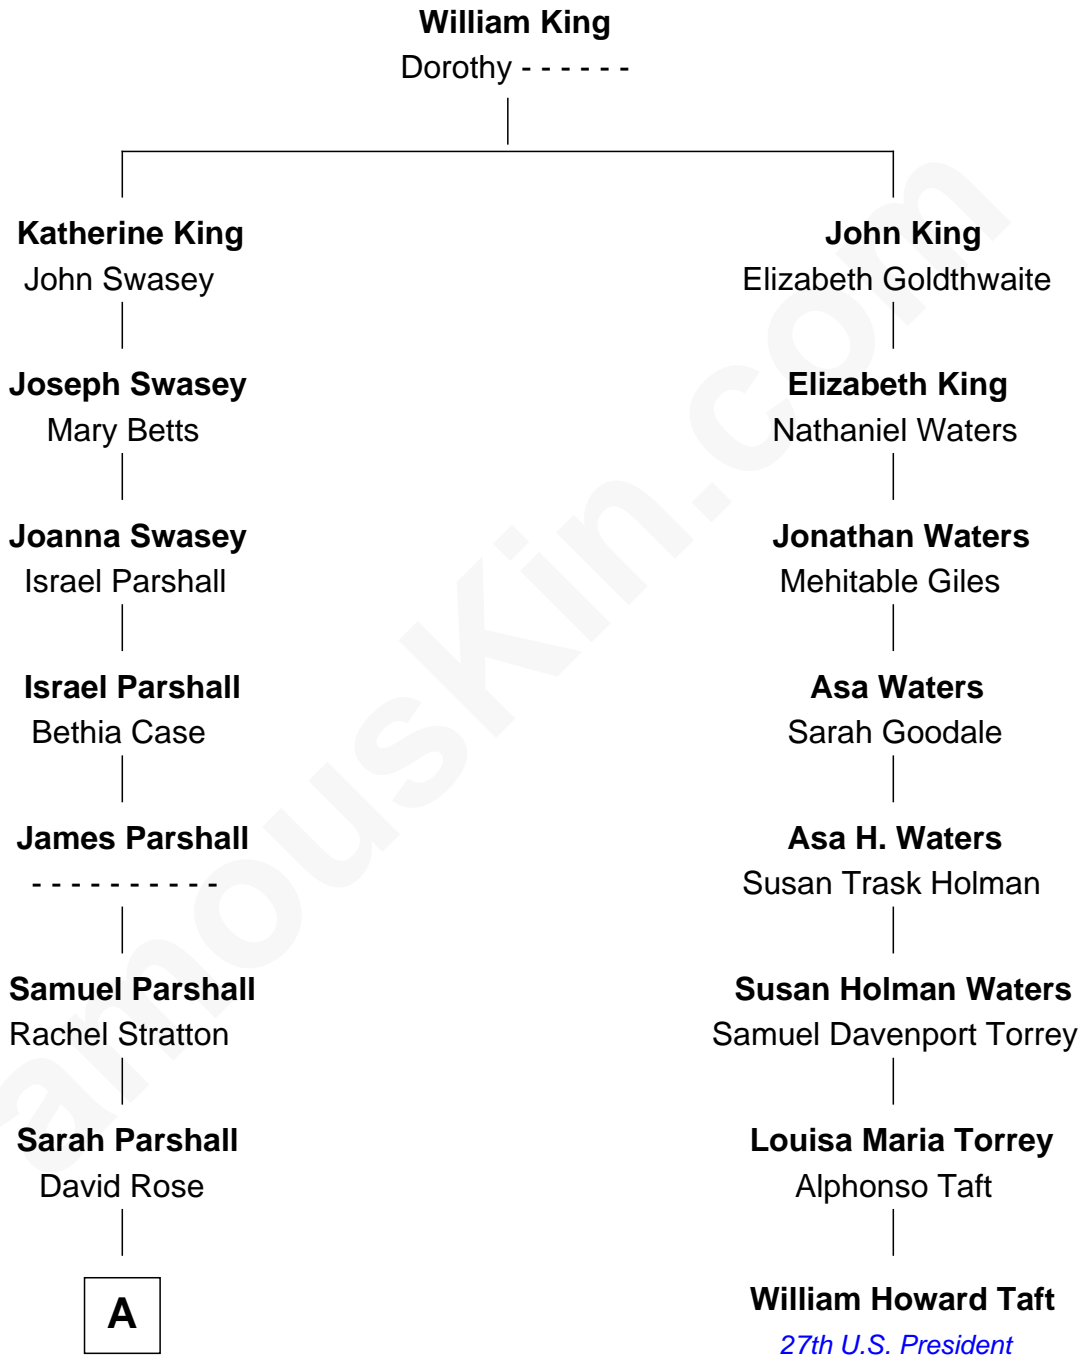 William King
Dorothy - - - - - -
Katherine King
John Swasey
John King
Elizabeth Goldthwaite
Joseph Swasey
Mary Betts
Elizabeth King
Nathaniel Waters
Joanna Swasey
Israel Parshall
Jonathan Waters
Mehitable Giles
Israel Parshall
Bethia Case
Asa Waters
Sarah Goodale
James Parshall
- - - - - - - - - -
Asa H. Waters
Susan Trask Holman
Samuel Parshall
Rachel Stratton
Susan Holman Waters
Samuel Davenport Torrey
Sarah Parshall
David Rose
Louisa Maria Torrey
Alphonso Taft
A
William Howard Taft
27th U.S. President
amousKin.com